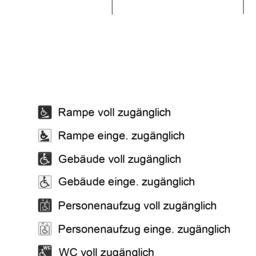 Rampe voll zugänglich
Rampe einge. zugänglich
Gebäude voll zugänglich
Gebäude einge. zugänglich
Personenaufzug voll zugänglich
Personenaufzug einge. zugänglich
WC voll zugänglich